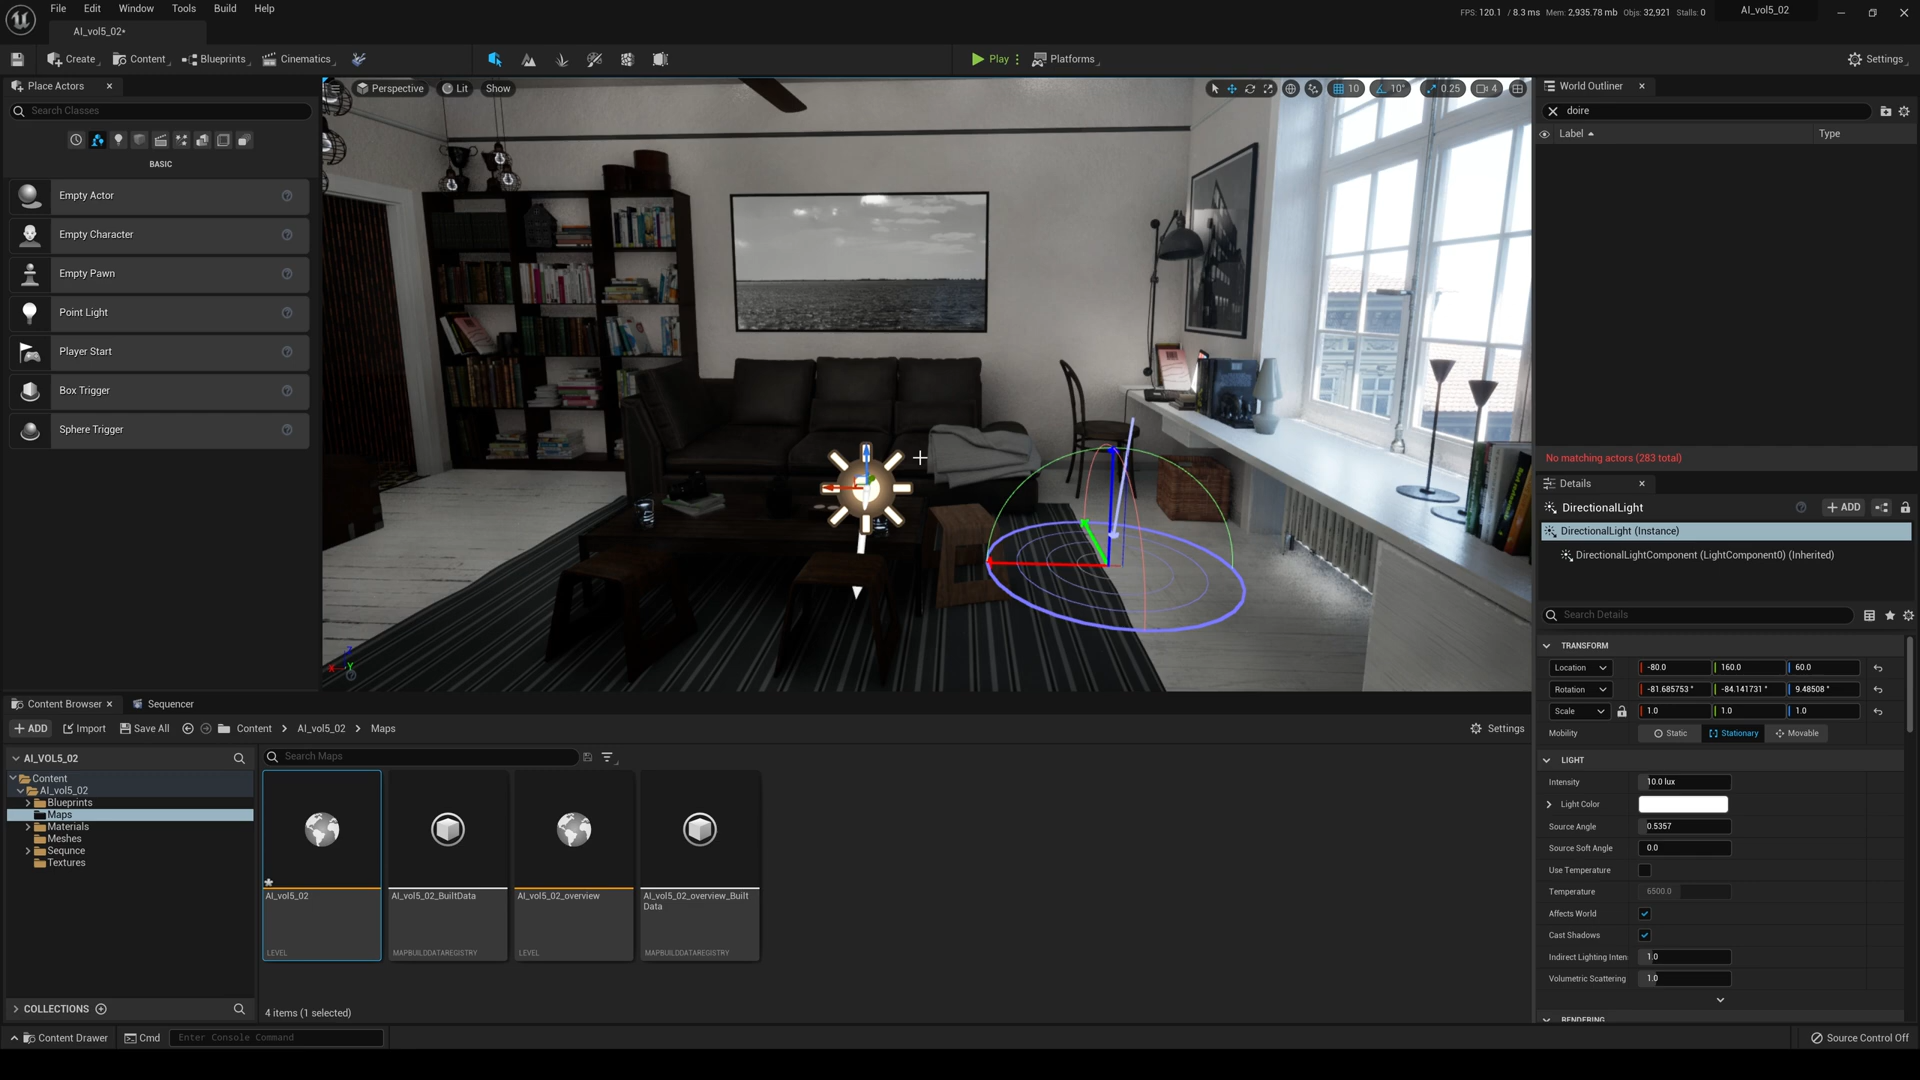 File Edit Window Tools Build Help
FPS: 120.1 / 8.3 ms Mem: 2,935.78 mb Objs: 32,921 Stalls: 0
AI_vol5_02
AI_vol5_02*
Create
Content
Blueprints
Cinematics
Play
Platforms
Settings
Place Actors
Search Classes
BASIC
Empty Actor
Empty Character
Empty Pawn
Point Light
Player Start
Box Trigger
Sphere Trigger
Perspective
Lit
Show
10
10°
0.25
4
X
Y
World Outliner
doire
Label
Type
No matching actors (283 total)
Details
DirectionalLight
+ ADD
DirectionalLight (Instance)
DirectionalLightComponent (LightComponent0) (Inherited)
Search Details
TRANSFORM
Location -80.0 160.0 60.0
Rotation -81.685753 ° -84.141731 ° 9.48508 °
Scale 1.0 1.0 1.0
Mobility Static Stationary Movable
LIGHT
Intensity 10.0 lux
Light Color
Source Angle 0.5357
Source Soft Angle 0.0
Use Temperature
Temperature 6500.0
Affects World
Cast Shadows
Indirect Lighting Inten 1.0
Volumetric Scattering 1.0
RENDERING
Content Browser
Sequencer
+ ADD
Import
Save All
Content > AI_vol5_02 > Maps
Settings
AI_VOL5_02
Content
AI_vol5_02
Blueprints
Maps
Materials
Meshes
Sequnce
Textures
COLLECTIONS
Search Maps
AI_vol5_02
LEVEL
AI_vol5_02_BuiltData
MAPBUILDDATAREGISTRY
AI_vol5_02_overview
LEVEL
AI_vol5_02_overview_Built
Data
MAPBUILDDATAREGISTRY
4 items (1 selected)
Content Drawer
Cmd
Enter Console Command
Source Control Off